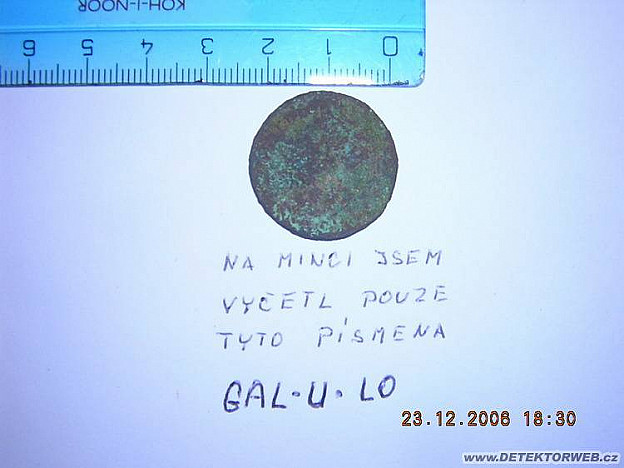 KOH-I-NOOR
6 5 4 3 2 1 0
NA MINCI JSEM
VYČETL POUZE
TYTO PÍSMENA
GAL·U·LO
23.12.2006 18:30
www.DETEKTORWEB.cz